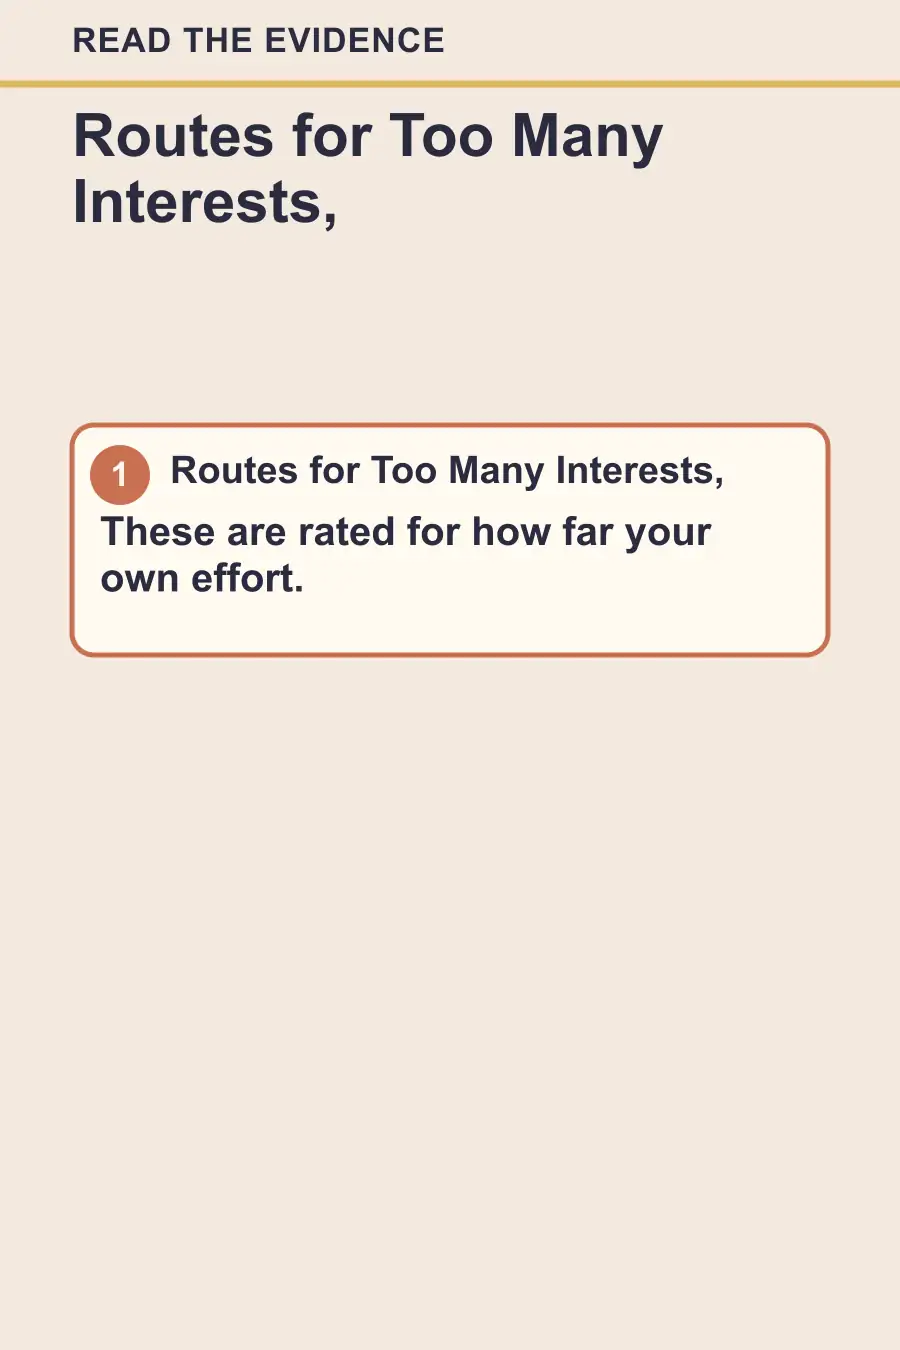 READ THE EVIDENCE
Routes for Too Many
Interests,
1 Routes for Too Many Interests,
These are rated for how far your
own effort.